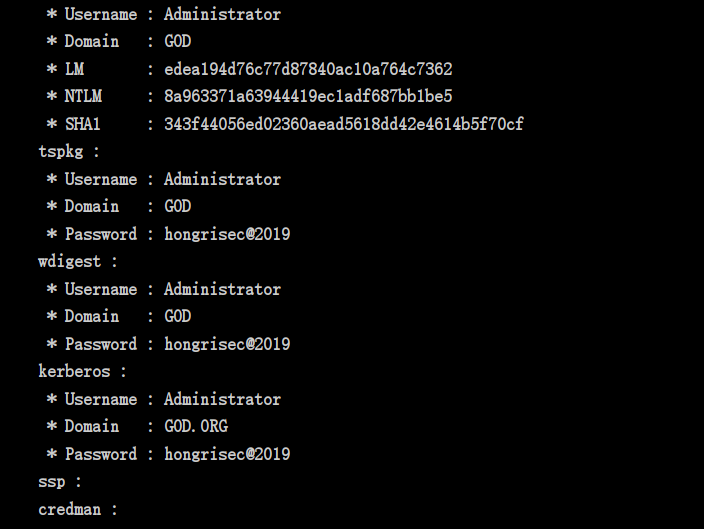 * Username : Administrator
* Domain   : GOD
* LM       : edea194d76c77d87840ac10a764c7362
* NTLM     : 8a963371a63944419ec1adf687bb1be5
* SHA1     : 343f44056ed02360aead5618dd42e4614b5f70cf
tspkg :
* Username : Administrator
* Domain   : GOD
* Password : hongrisec@2019
wdigest :
* Username : Administrator
* Domain   : GOD
* Password : hongrisec@2019
kerberos :
* Username : Administrator
* Domain   : GOD.ORG
* Password : hongrisec@2019
ssp :
credman :